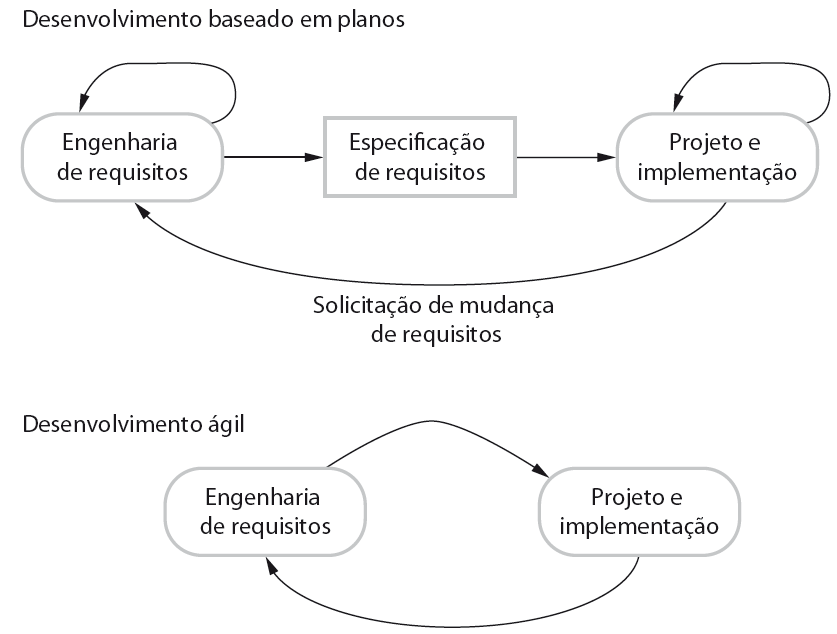 Desenvolvimento baseado em planos
Engenharia
de requisitos
Especificação
de requisitos
Projeto e
implementação
Solicitação de mudança
de requisitos
Desenvolvimento ágil
Engenharia
de requisitos
Projeto e
implementação